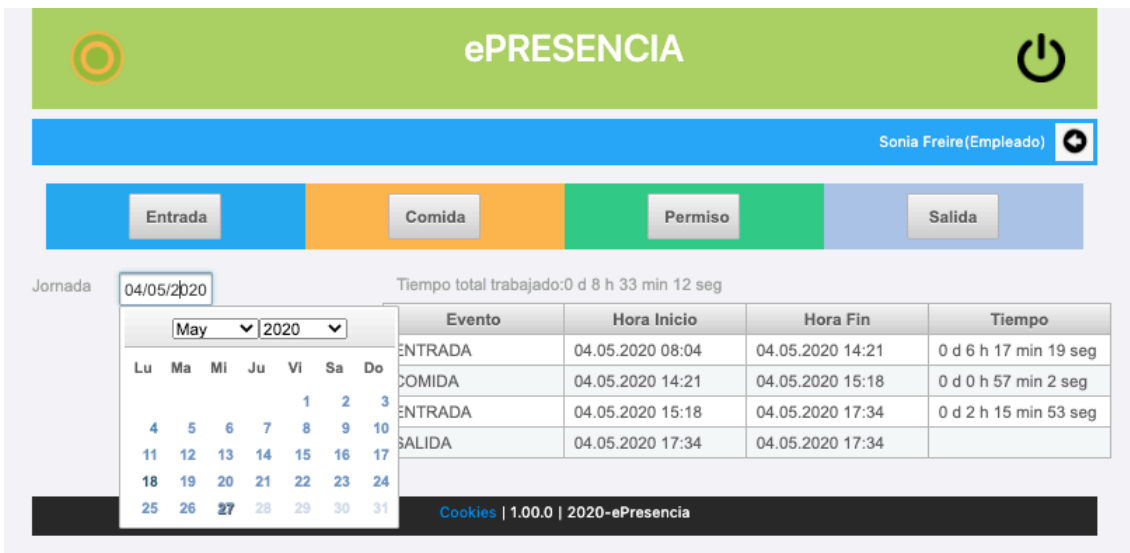 ePRESENCIA
Sonia Freire(Empleado)
Entrada Comida Permiso Salida
Jornada 04/05/2020 Tiempo total trabajado:0 d 8 h 33 min 12 seg
May 2020
Lu Ma Mi Ju Vi Sa Do
1 2 3
4 5 6 7 8 9 10
11 12 13 14 15 16 17
18 19 20 21 22 23 24
25 26 27 28 29 30 31
Evento Hora Inicio Hora Fin Tiempo
ENTRADA 04.05.2020 08:04 04.05.2020 14:21 0 d 6 h 17 min 19 seg
COMIDA 04.05.2020 14:21 04.05.2020 15:18 0 d 0 h 57 min 2 seg
ENTRADA 04.05.2020 15:18 04.05.2020 17:34 0 d 2 h 15 min 53 seg
SALIDA 04.05.2020 17:34 04.05.2020 17:34
Cookies | 1.00.0 | 2020-ePresencia